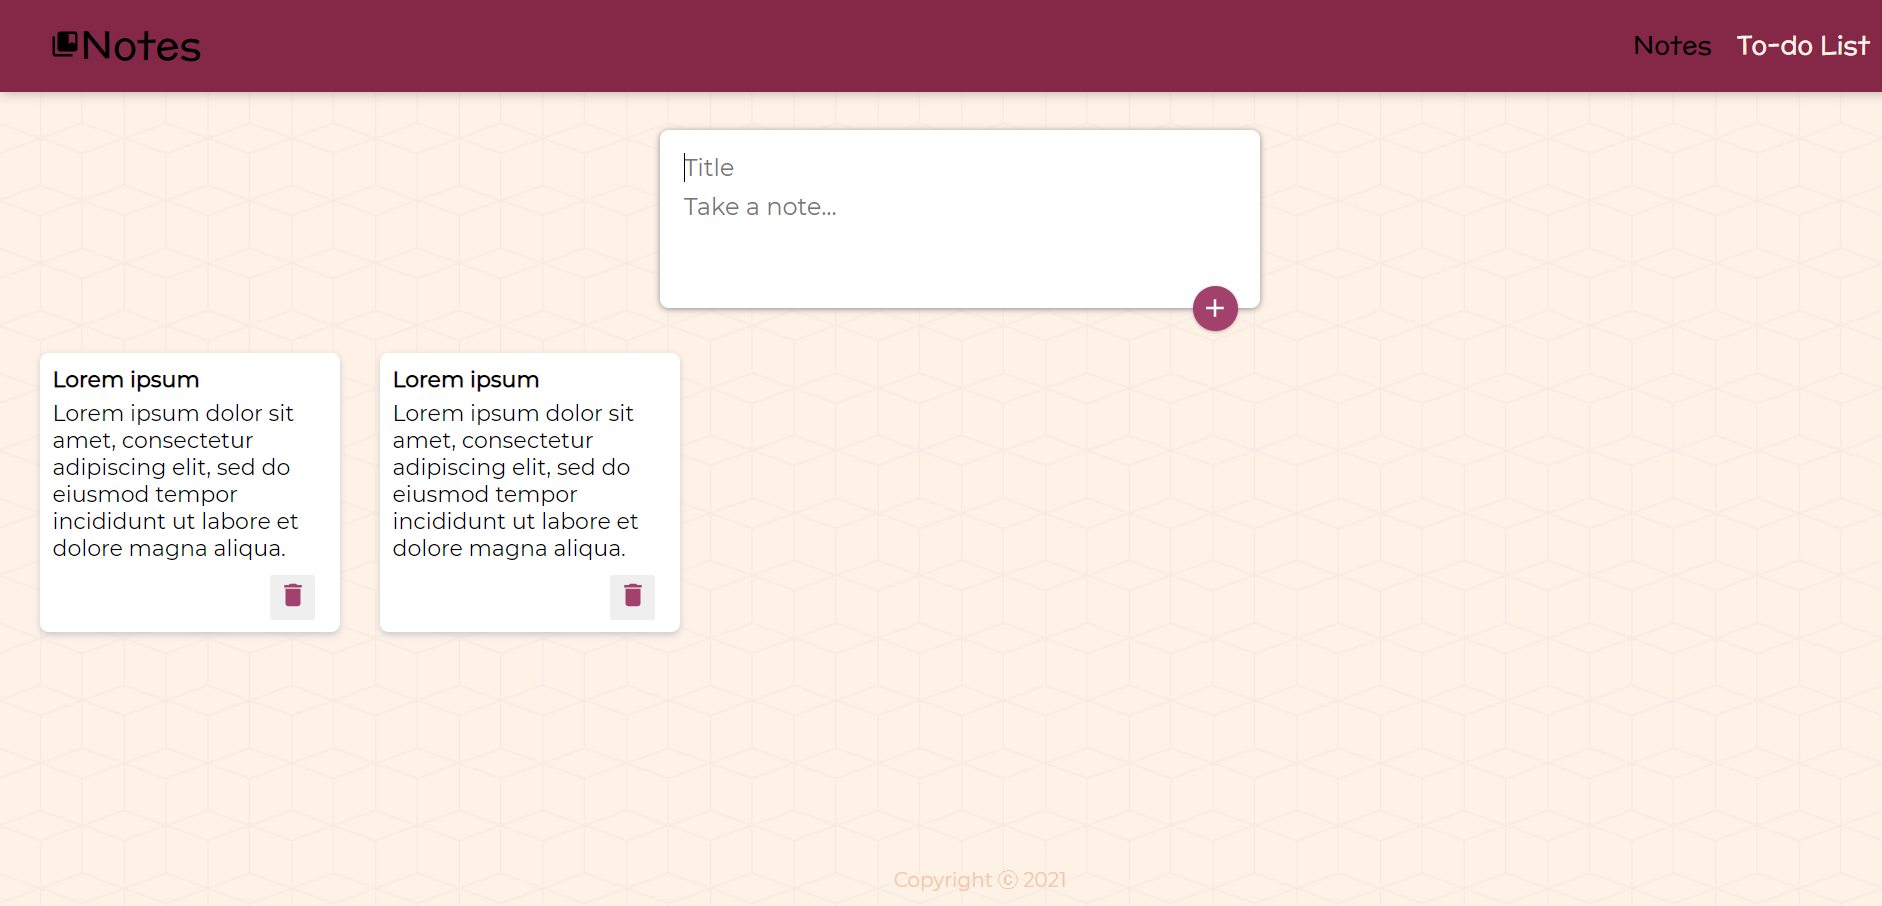 Notes
Notes To-do List
Title
Take a note...
Lorem ipsum
Lorem ipsum dolor sit
amet, consectetur
adipiscing elit, sed do
eiusmod tempor
incididunt ut labore et
dolore magna aliqua.
Lorem ipsum
Lorem ipsum dolor sit
amet, consectetur
adipiscing elit, sed do
eiusmod tempor
incididunt ut labore et
dolore magna aliqua.
Copyright ⓒ 2021